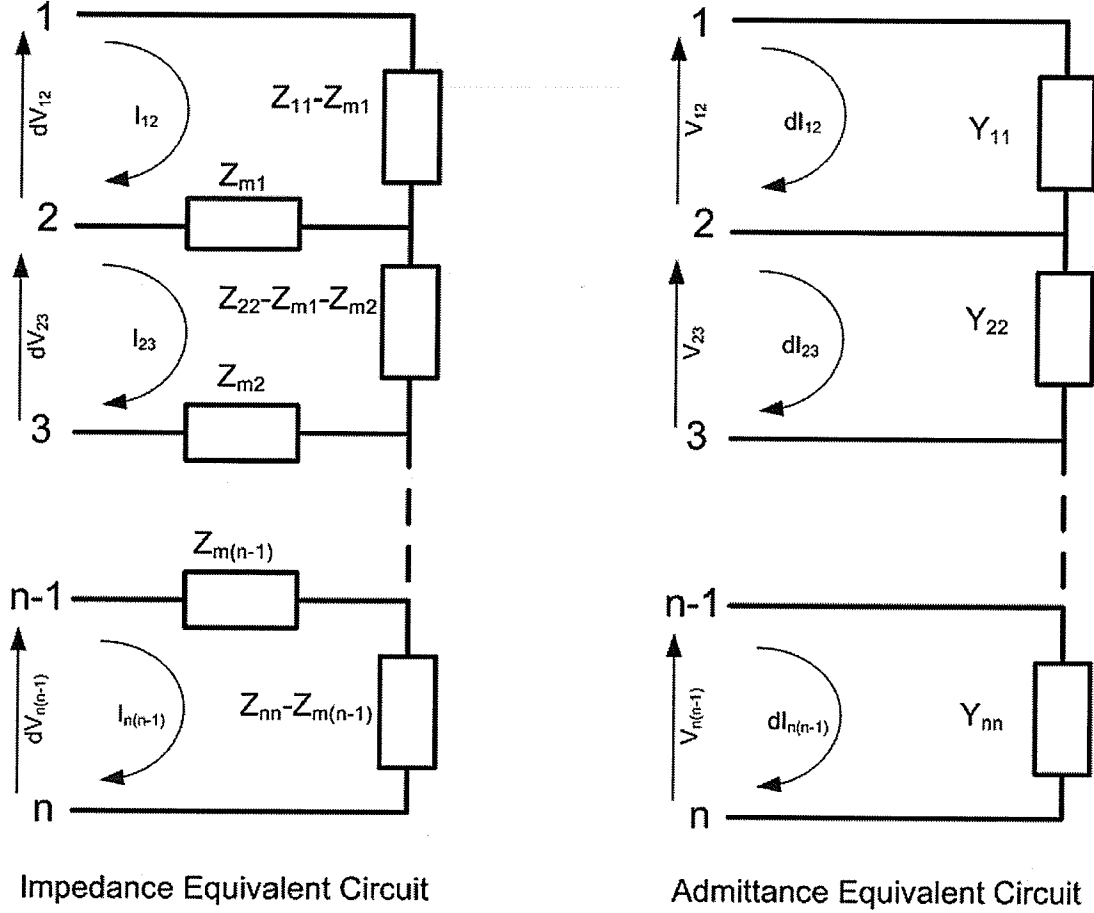 1
dV12
I12
Z11-Zm1
Zm1
2
dV23
I23
Z22-Zm1-Zm2
Zm2
3
Zm(n-1)
n-1
dVn(n-1)
In(n-1)
Znn-Zm(n-1)
n
Impedance Equivalent Circuit
1
V12
dI12
Y11
2
V23
dI23
Y22
3
n-1
Vn(n-1)
dIn(n-1)
Ynn
n
Admittance Equivalent Circuit